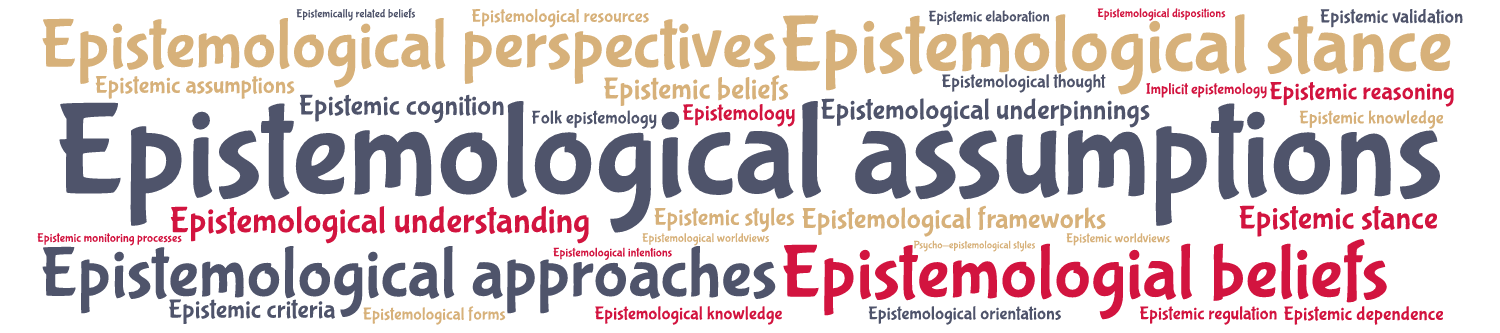 Epistemically related beliefs
Epistemological resources
Epistemic elaboration
Epistemological dispositions
Epistemic validation
Epistemological perspectives
Epistemological stance
Epistemic assumptions
Epistemic beliefs
Epistemological thought
Implicit epistemology
Epistemic reasoning
Epistemic cognition
Folk epistemology
Epistemology
Epistemological underpinnings
Epistemic knowledge
Epistemological assumptions
Epistemological understanding
Epistemic styles
Epistemological frameworks
Epistemic stance
Epistemic monitoring processes
Epistemological worldviews
Psycho—epistemological styles
Epistemic worldviews
Epistemological intentions
Epistemological approaches
Epistemologial beliefs
Epistemic criteria
Epistemological forms
Epistemological knowledge
Epistemological orientations
Epistemic regulation
Epistemic dependence